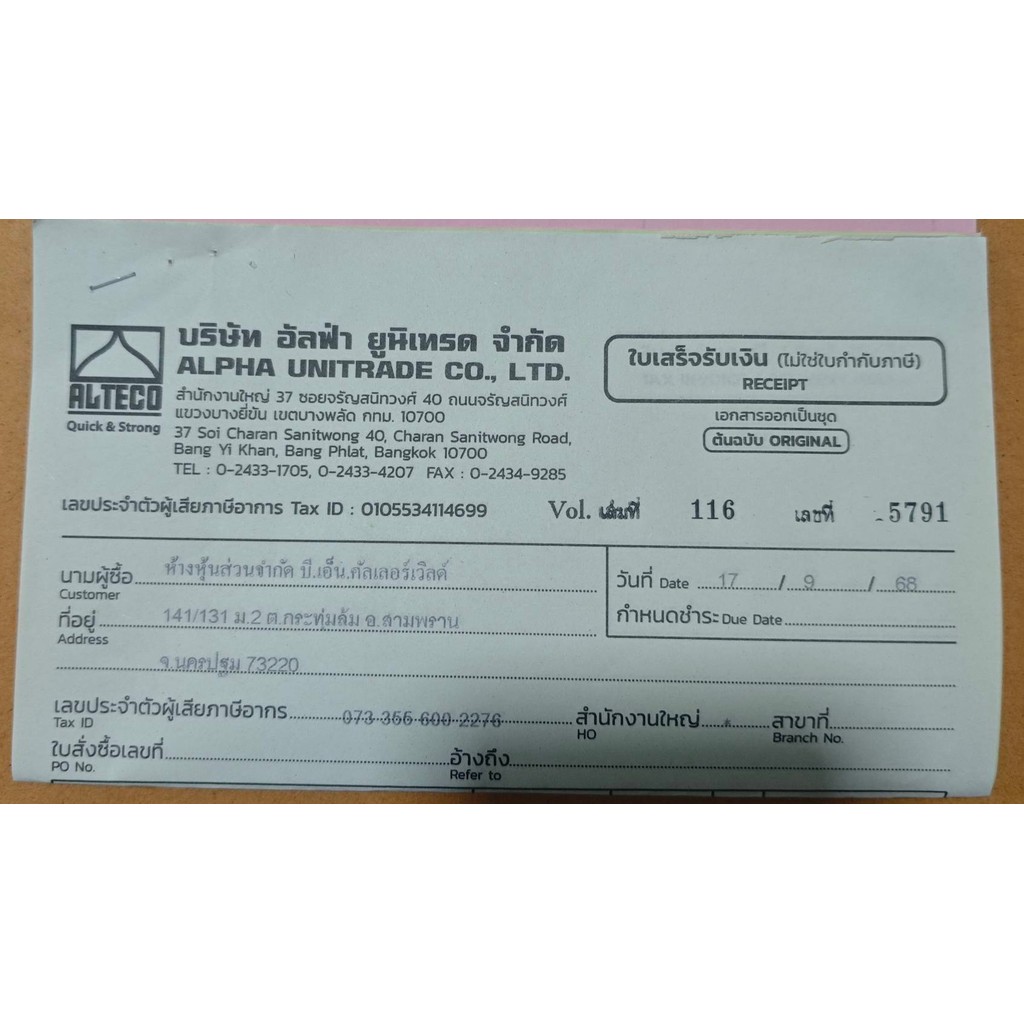 บริษัท อัลฟ่า ยูนิเทรด จำกัด
ALPHA UNITRADE CO., LTD.
ALTECO
Quick & Strong
สำนักงานใหญ่ 37 ซอยจรัญสนิทวงศ์ 40 ถนนจรัญสนิทวงศ์
แขวงบางยี่ขัน เขตบางพลัด กทม. 10700
37 Soi Charan Sanitwong 40, Charan Sanitwong Road,
Bang Yi Khan, Bang Phlat, Bangkok 10700
TEL : 0-2433-1705, 0-2433-4207 FAX : 0-2434-9285
ใบเสร็จรับเงิน (ไม่ใช่ใบกำกับภาษี)
RECEIPT
เอกสารออกเป็นชุด
ต้นฉบับ ORIGINAL
เลขประจำตัวผู้เสียภาษีอาการ Tax ID : 0105534114699
Vol. เล่มที่ 116 เลขที่ 5791
นามผู้ซื้อ ห้างหุ้นส่วนจำกัด บี.เอ็น.คัลเลอร์เวิลด์
Customer
วันที่ Date 17 / 9 / 68
ที่อยู่ 141/131 ม.2 ต.กระทุ่มล้ม อ.สามพราน
Address
กำหนดชำระ Due Date
จ.นครปฐม 73220
เลขประจำตัวผู้เสียภาษีอากร 073 355 600 2276 สำนักงานใหญ่ * สาขาที่
Tax ID HO Branch No.
ใบสั่งซื้อเลขที่ อ้างถึง
PO No. Refer to